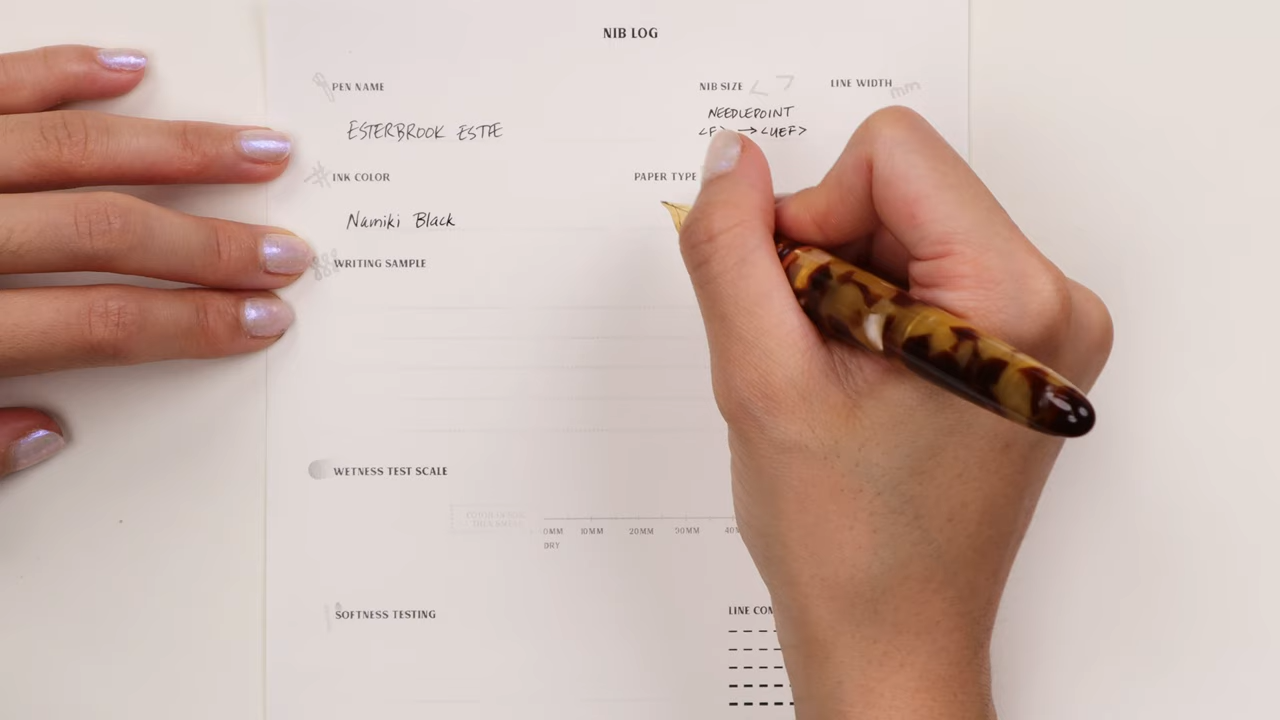 NIB LOG
PEN NAME
NIB SIZE < >
LINE WIDTH mm
ESTERBROOK ESTIE
NEEDLEPOINT
<F> → <UEF>
INK COLOR
PAPER TYPE
Namiki Black
WRITING SAMPLE
WETNESS TEST SCALE
0MM 10MM 20MM 30MM
DRY
SOFTNESS TESTING
LINE